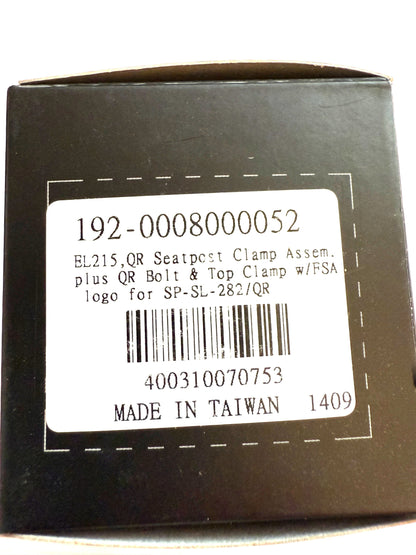 192-0008000052
EL215,QR Seatpost Clamp Assem.
plus QR Bolt & Top Clamp w/FSA
logo for SP-SL-282/QR
400310070753
MADE IN TAIWAN 1409